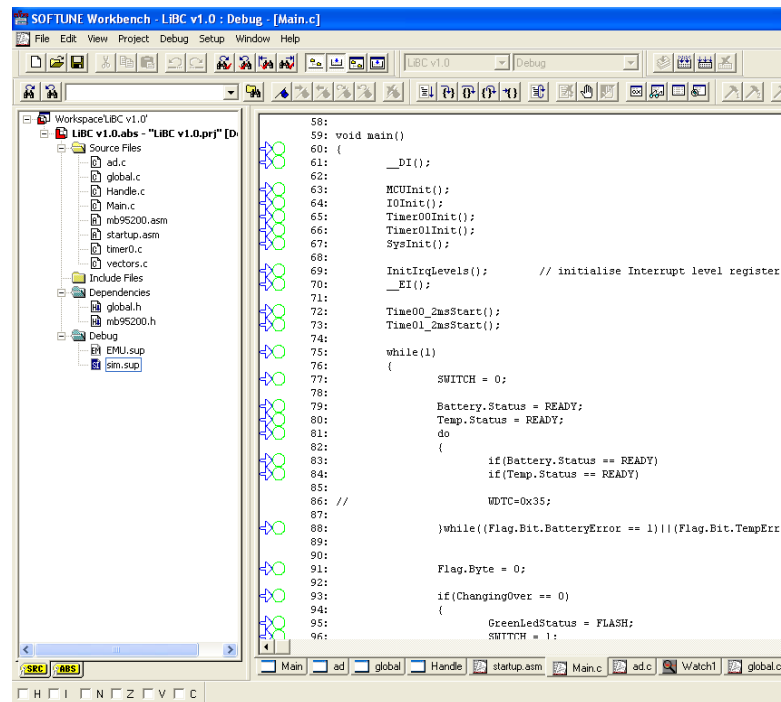 SOFTUNE Workbench - LiBC v1.0 : Debug - [Main.c]
File Edit View Project Debug Setup Window Help
LiBC v1.0 Debug
Workspace'LiBC v1.0'
LiBC v1.0.abs - "LiBC v1.0.prj" [D
Source Files
ad.c
global.c
Handle.c
Main.c
mb95200.asm
startup.asm
timer0.c
vectors.c
Include Files
Dependencies
global.h
mb95200.h
Debug
EMU.sup
sim.sup
SRC ABS
58:
59: void main()
60: {
61: __DI();
62:
63: MCUInit();
64: IOInit();
65: Timer00Init();
66: Timer01Init();
67: SysInit();
68:
69: InitIrqLevels(); // initialise Interrupt level register
70: __EI();
71:
72: Time00_2msStart();
73: Time01_2msStart();
74:
75: while(1)
76: {
77: SWITCH = 0;
78:
79: Battery.Status = READY;
80: Temp.Status = READY;
81: do
82: {
83: if(Battery.Status == READY)
84: if(Temp.Status == READY)
85:
86: // WDTC=0x35;
87:
88: }while((Flag.Bit.BatteryError == 1)||(Flag.Bit.TempErr
89:
90:
91: Flag.Byte = 0;
92:
93: if(ChangingOver == 0)
94: {
95: GreenLedStatus = FLASH;
96: SWITCH = 1;
Main ad global Handle startup.asm Main.c ad.c Watch1 global.c
H I N Z V C